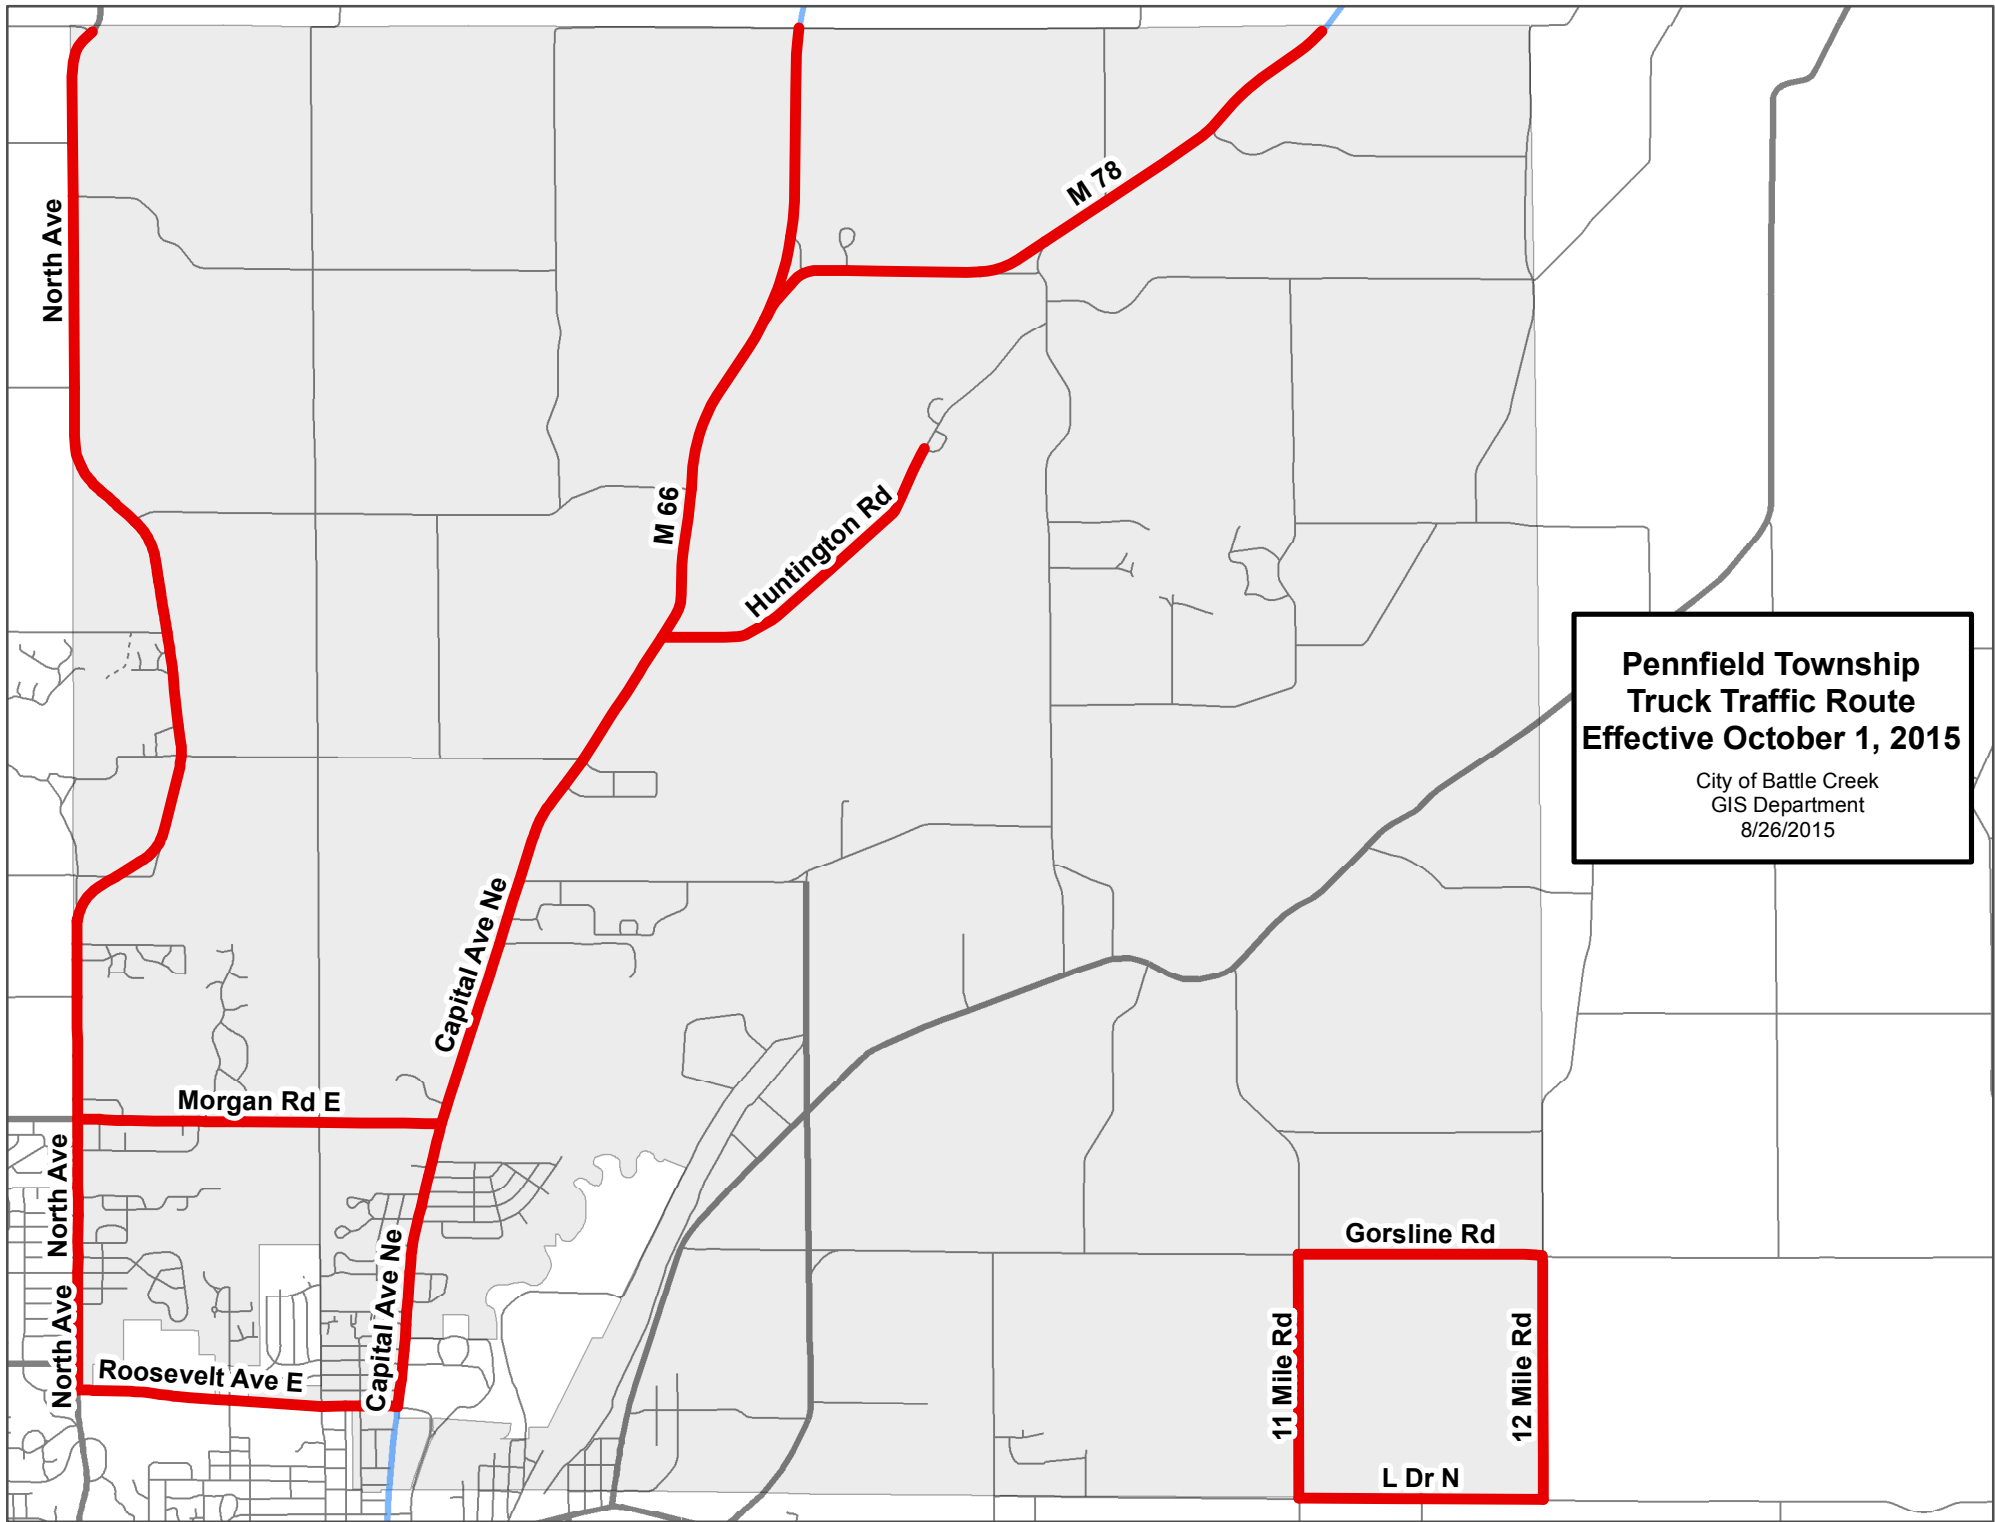 M 78
North Ave
M 66
Huntington Rd
Pennfield Township
Truck Traffic Route
Effective October 1, 2015
City of Battle Creek
GIS Department
8/26/2015
Capital Ave Ne
Morgan Rd E
North Ave
Gorsline Rd
Capital Ave Ne
North Ave
11 Mile Rd
12 Mile Rd
Roosevelt Ave E
L Dr N